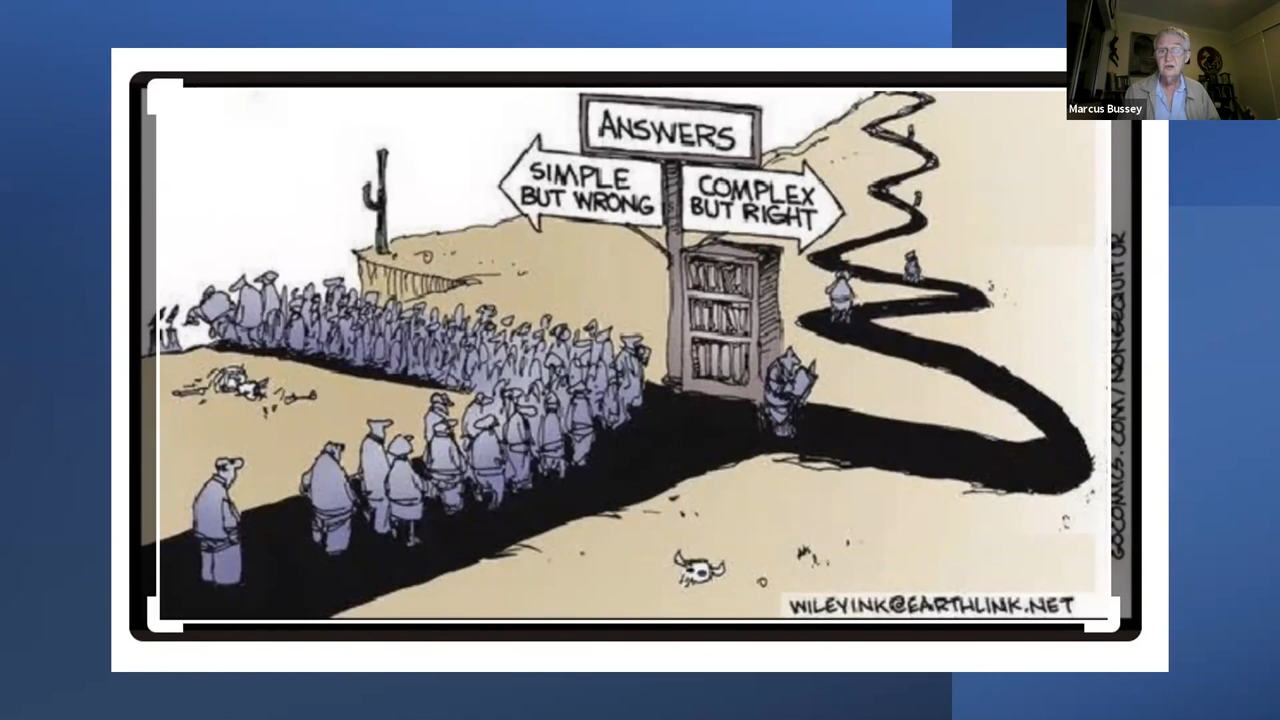 Marcus Bussey
ANSWERS
SIMPLE
BUT WRONG
COMPLEX
BUT RIGHT
GOCOMICS.COM/NONSEQUITUR
WILEYINK@EARTHLINK.NET